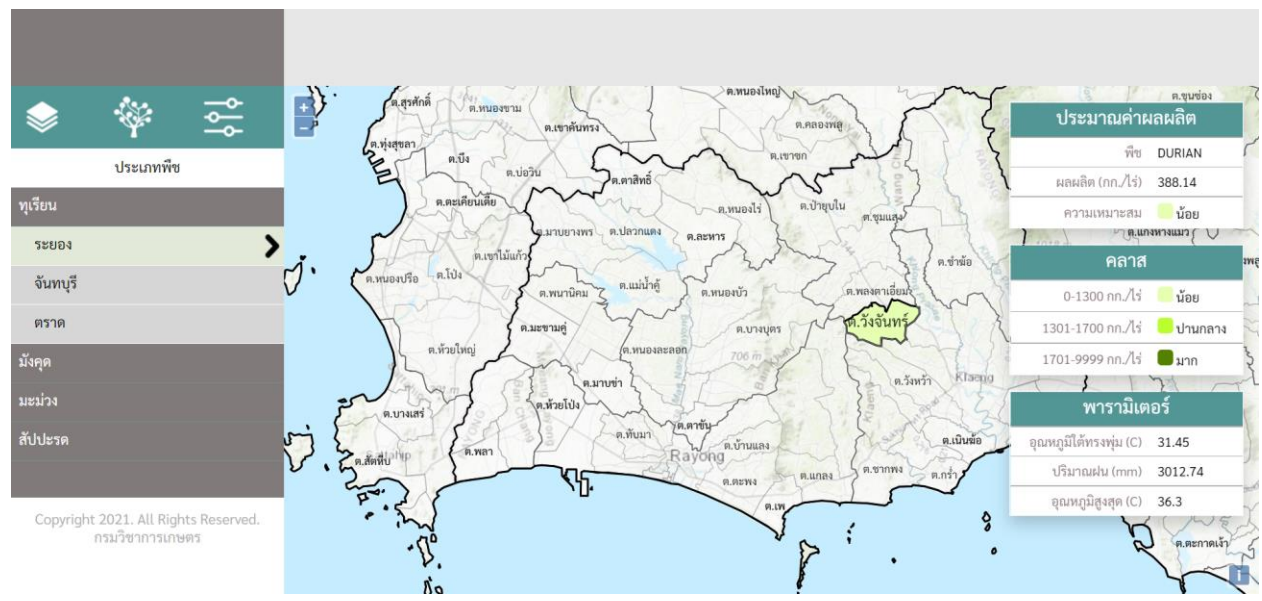 ประเภทพืช
ทุเรียน
ระยอง
จันทบุรี
ตราด
มังคุด
มะม่วง
สัปปะรด
Copyright 2021. All Rights Reserved.
กรมวิชาการเกษตร
+
−
ต.สุรศักดิ์
ต.หนองขาม
ต.เขาคันทรง
ต.หนองใหญ่
ต.คลองพลู
ต.ขุนซ่อง
ต.ทุ่งสุขลา
ต.บึง
ต.บ่อวิน
ต.ตาสิทธิ์
ต.เขาซก
ต.ตะเคียนเตี้ย
ต.หนองไร่
ต.ป่ายุบใน
ต.ชุมแสง
ต.มาบยางพร
ต.ปลวกแดง
ต.ละหาร
ต.แก่งหางแมว
ต.เขาไม้แก้ว
ต.ซำฆ้อ
ต.หนองปรือ
ต.โป่ง
ต.พนานิคม
ต.แม่น้ำคู้
ต.หนองบัว
ต.พลงตาเอี่ยม
ต.วังจันทร์
ต.มะขามคู่
ต.บางบุตร
ต.ห้วยใหญ่
ต.หนองละลอก
706 m
ต.มาบข่า
ต.วังหว้า
Klaeng
ต.บางเสร่
ต.ห้วยโป่ง
ต.ทับมา
ต.ตาขัน
ต.บ้านแลง
ต.เนินฆ้อ
Rayong
ต.สัตหีบ
ต.พลา
ต.ตะพง
ต.แกลง
ต.ชากพง
ต.กร่ำ
ต.เพ
ต.ตะกาดเง้า
ประมาณค่าผลผลิต
พืช DURIAN
ผลผลิต (กก./ไร่) 388.14
ความเหมาะสม น้อย
คลาส
0-1300 กก./ไร่ น้อย
1301-1700 กก./ไร่ ปานกลาง
1701-9999 กก./ไร่ มาก
พารามิเตอร์
อุณหภูมิใต้ทรงพุ่ม (C) 31.45
ปริมาณฝน (mm) 3012.74
อุณหภูมิสูงสุด (C) 36.3
i